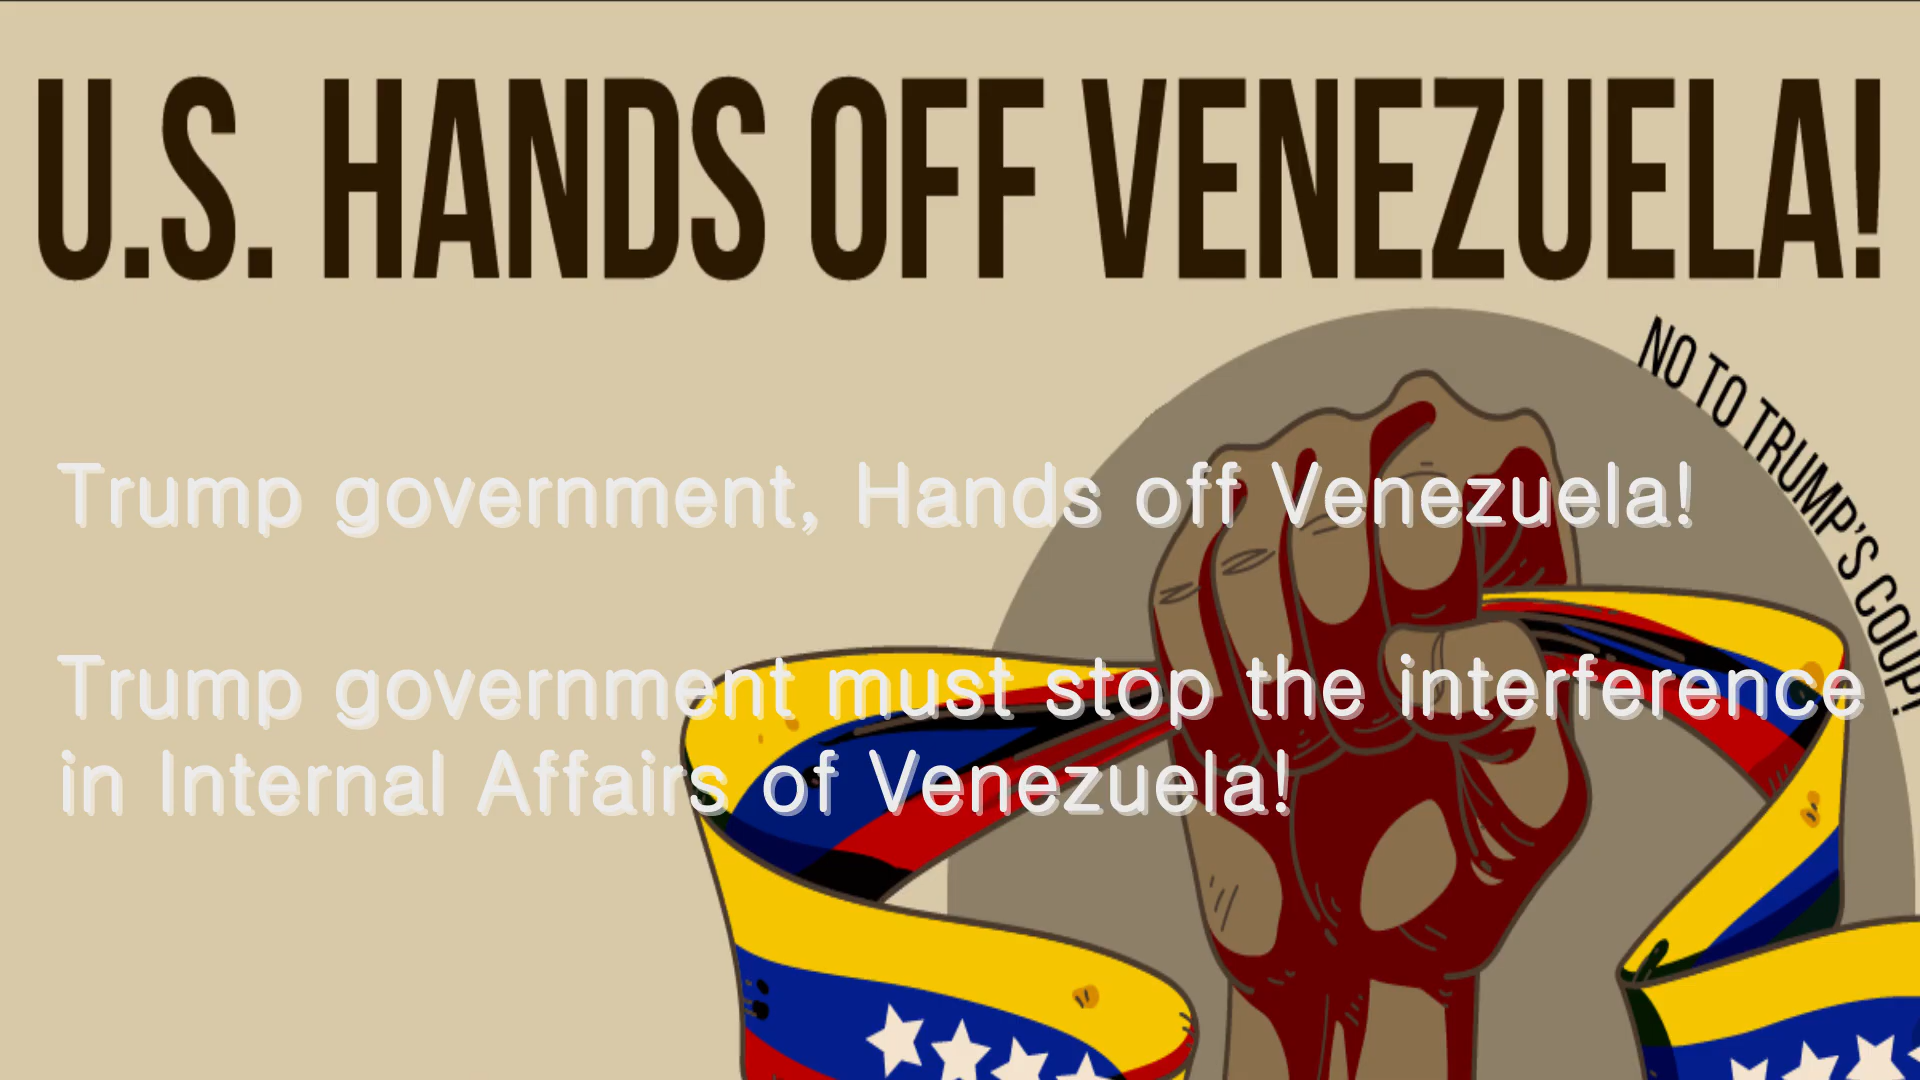 U.S. HANDS OFF VENEZUELA!
NO TO TRUMP'S COUP!
Trump government, Hands off Venezuela!
Trump government must stop the interference
in Internal Affairs of Venezuela!